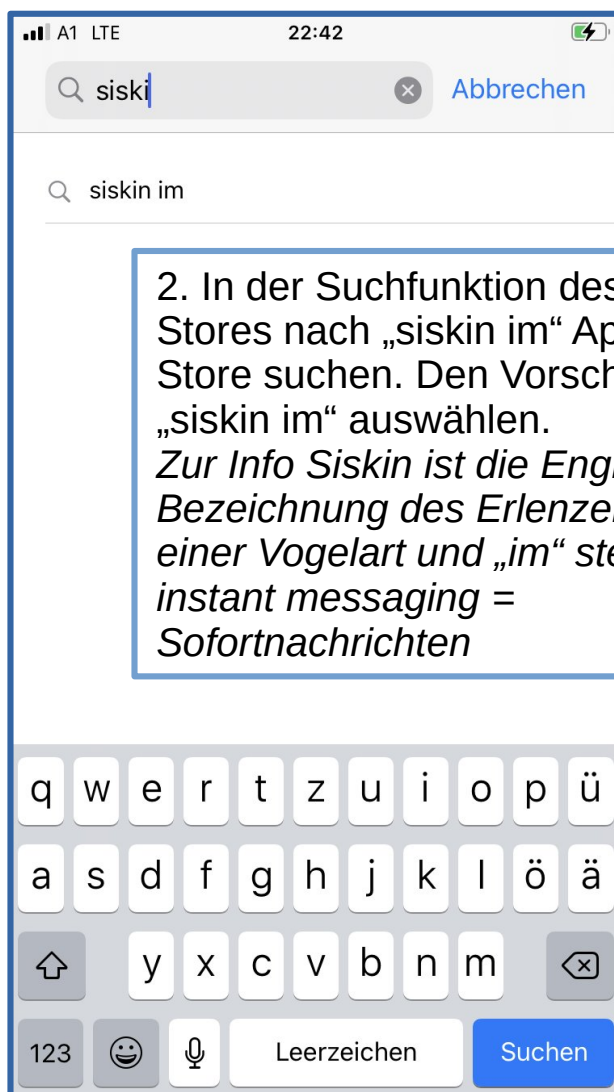 A1 LTE 22:42
siski Abbrechen
siskin im
2. In der Suchfunktion des
Stores nach „siskin im“ Ap
Store suchen. Den Vorsch
„siskin im“ auswählen.
Zur Info Siskin ist die Eng
Bezeichnung des Erlenze
einer Vogelart und „im“ ste
instant messaging =
Sofortnachrichten
q w e r t z u i o p ü
a s d f g h j k l ö ä
y x c v b n m
123 Leerzeichen Suchen